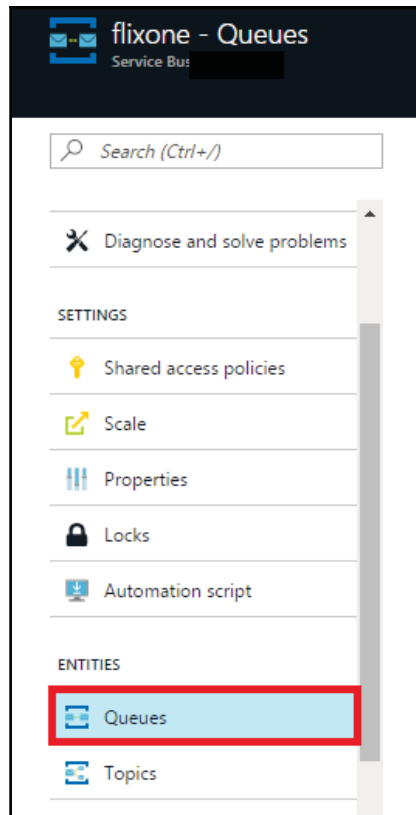 flixone - Queues
Service Bus
Search (Ctrl+/)
Diagnose and solve problems
SETTINGS
Shared access policies
Scale
Properties
Locks
Automation script
ENTITIES
Queues
Topics